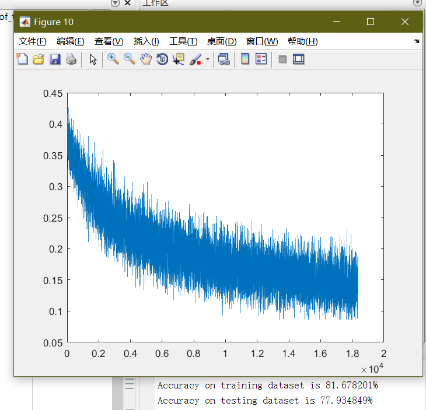 工作区
Figure 10
文件(F) 编辑(E) 查看(V) 插入(I) 工具(T) 桌面(D) 窗口(W) 帮助(H)
0.45
0.4
0.35
0.3
0.25
0.2
0.15
0.1
0.05
0 0.2 0.4 0.6 0.8 1 1.2 1.4 1.6 1.8 2
×10⁴
Accuracy on training dataset is 81.678201%
Accuracy on testing dataset is 77.934849%